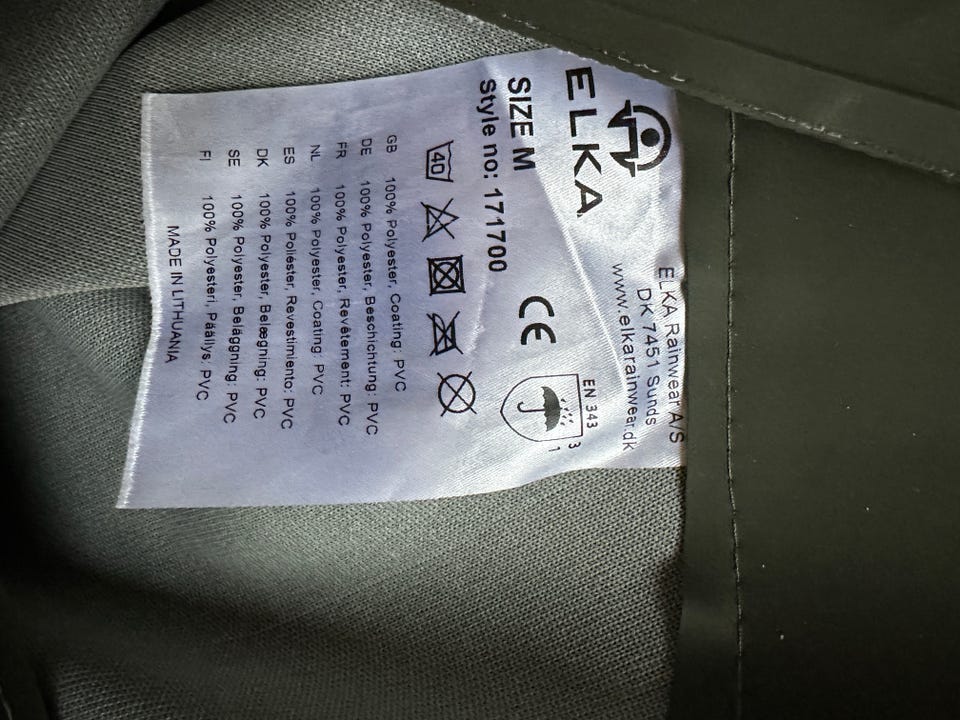 ELKA
ELKA Rainwear A/S
DK 7451 Sunds
www.elkarainwear.dk
SIZE M
Style no: 171700
CE
EN 343
3
1
40
GB 100% Polyester, Coating: PVC
DE 100% Polyester, Beschichtung: PVC
FR 100% Polyester, Revêtement: PVC
NL 100% Polyester, Coating: PVC
ES 100% Poliéster, Revestimiento: PVC
DK 100% Polyester, Belægning: PVC
SE 100% Polyester, Beläggning: PVC
FI 100% Polyesteri, Päällys: PVC
MADE IN LITHUANIA